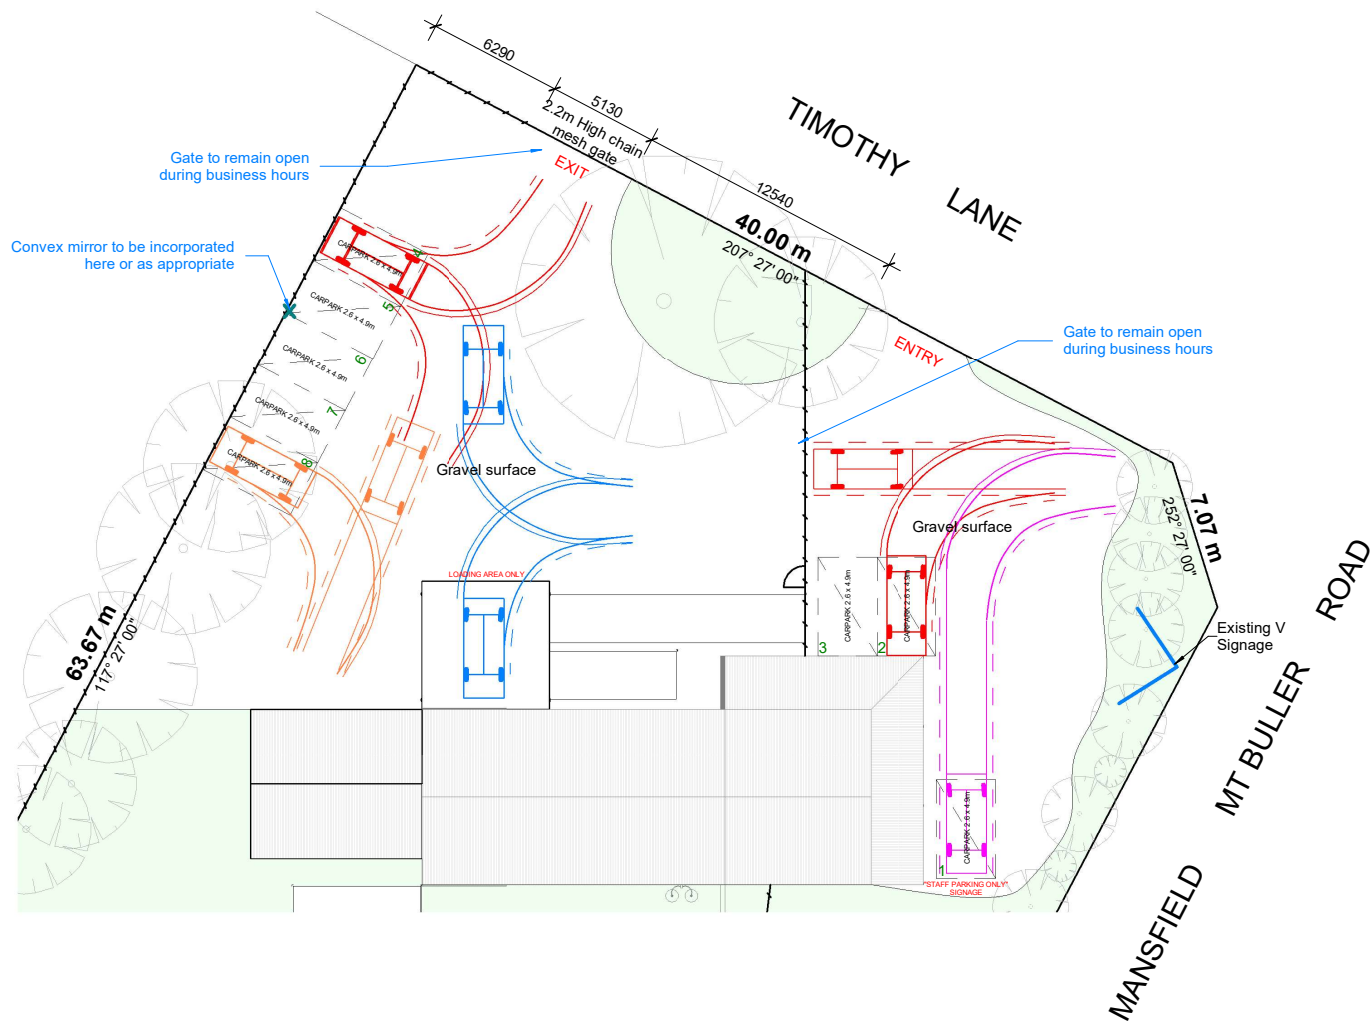 6290
5130
12540
2.2m High chain
mesh gate
TIMOTHY LANE
EXIT
Gate to remain open
during business hours
40.00 m
207° 27' 00"
Convex mirror to be incorporated
here or as appropriate
CARPARK 2.6 x 4.9m
4
CARPARK 2.6 x 4.9m
5
CARPARK 2.6 x 4.9m
6
CARPARK 2.6 x 4.9m
7
CARPARK 2.6 x 4.9m
8
ENTRY
Gate to remain open
during business hours
Gravel surface
Gravel surface
7.07 m
252° 27' 00"
LOADING AREA ONLY
CARPARK 2.6 x 4.9m
3
CARPARK 2.6 x 4.9m
2
63.67 m
117° 27' 00"
Existing V
Signage
CARPARK 2.6 x 4.9m
1
"STAFF PARKING ONLY"
SIGNAGE
MANSFIELD MT BULLER ROAD